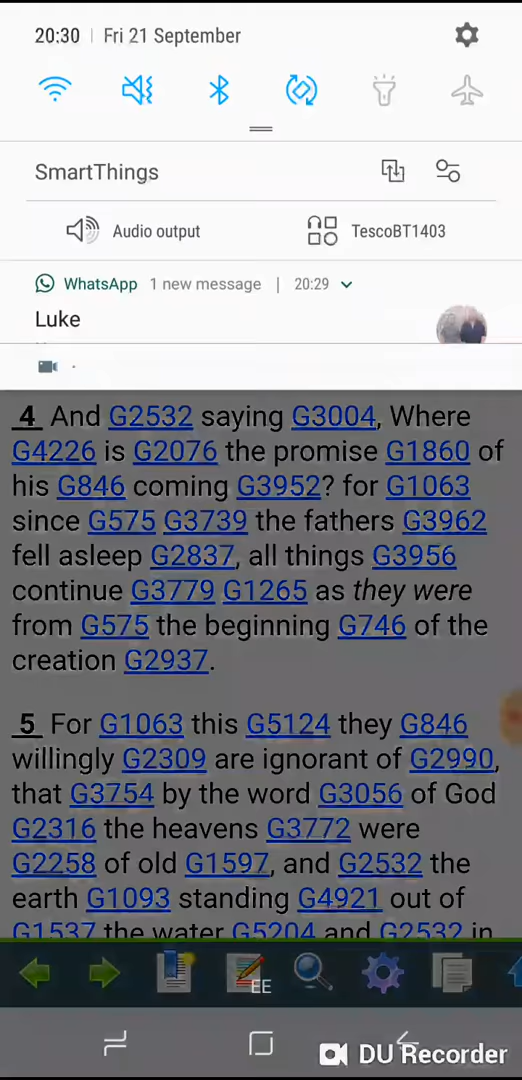 20:30 | Fri 21 September
SmartThings
Audio output TescoBT1403
WhatsApp 1 new message | 20:29
Luke
4 And G2532 saying G3004, Where
G4226 is G2076 the promise G1860 of
his G846 coming G3952? for G1063
since G575 G3739 the fathers G3962
fell asleep G2837, all things G3956
continue G3779 G1265 as they were
from G575 the beginning G746 of the
creation G2937.
5 For G1063 this G5124 they G846
willingly G2309 are ignorant of G2990,
that G3754 by the word G3056 of God
G2316 the heavens G3772 were
G2258 of old G1597, and G2532 the
earth G1093 standing G4921 out of
G1537 the water G5204 and G2532 in
EE
DU Recorder